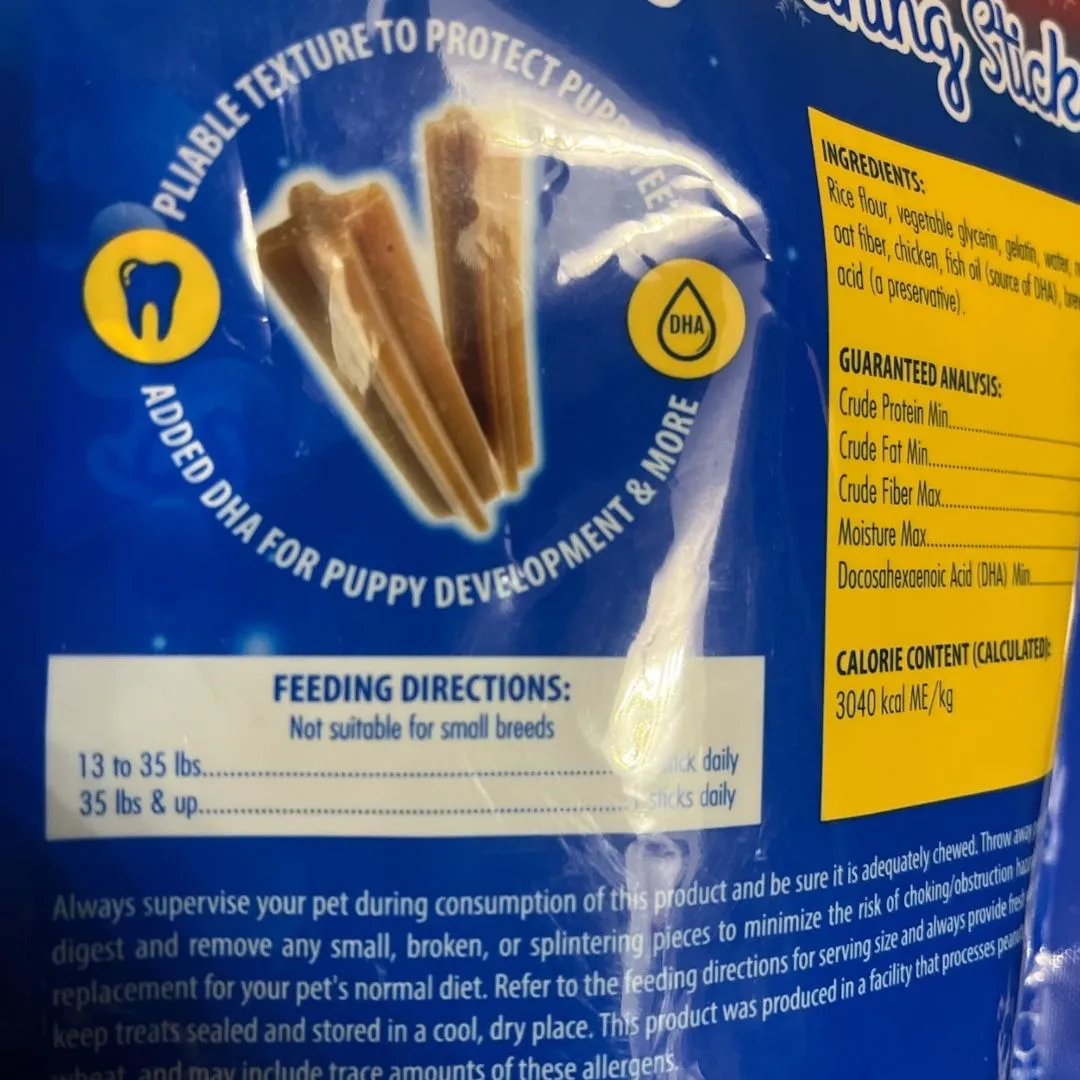 Stick
PLIABLE TEXTURE TO PROTECT
DHA
ADDED DHA FOR PUPPY DEVELOPMENT & MORE
INGREDIENTS:
Rice flour, vegetable glycerin, gelatin, water,
oat fiber, chicken, fish oil (source of DHA),
acid (a preservative).
GUARANTEED ANALYSIS:
Crude Protein Min.
Crude Fat Min.
Crude Fiber Max.
Moisture Max.
Docosahexaenoic Acid (DHA) Min.
CALORIE CONTENT (CALCULATED):
3040 kcal ME/kg
FEEDING DIRECTIONS:
Not suitable for small breeds
13 to 35 lbs. daily
35 lbs & up. sticks daily
Always supervise your pet during consumption of this product and be sure it is adequately chewed. Throw away
digest and remove any small, broken, or splintering pieces to minimize the risk of choking/obstruction
replacement for your pet's normal diet. Refer to the feeding directions for serving size and always provide
keep treats sealed and stored in a cool, dry place. This product was produced in a facility that processes
wheat, and may include trace amounts of these allergens.